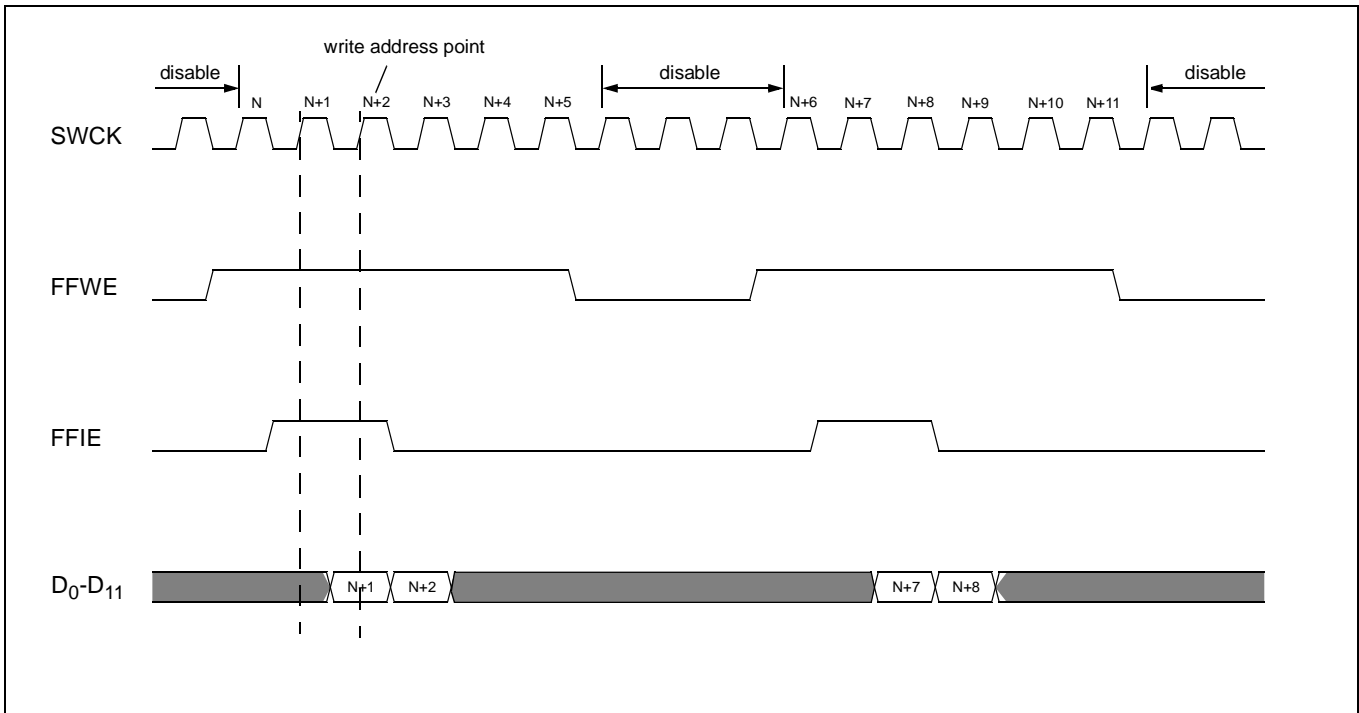 write address point
disable disable disable
N N+1 N+2 N+3 N+4 N+5 N+6 N+7 N+8 N+9 N+10 N+11
SWCK
FFWE
FFIE
D0-D11 N+1 N+2 N+7 N+8